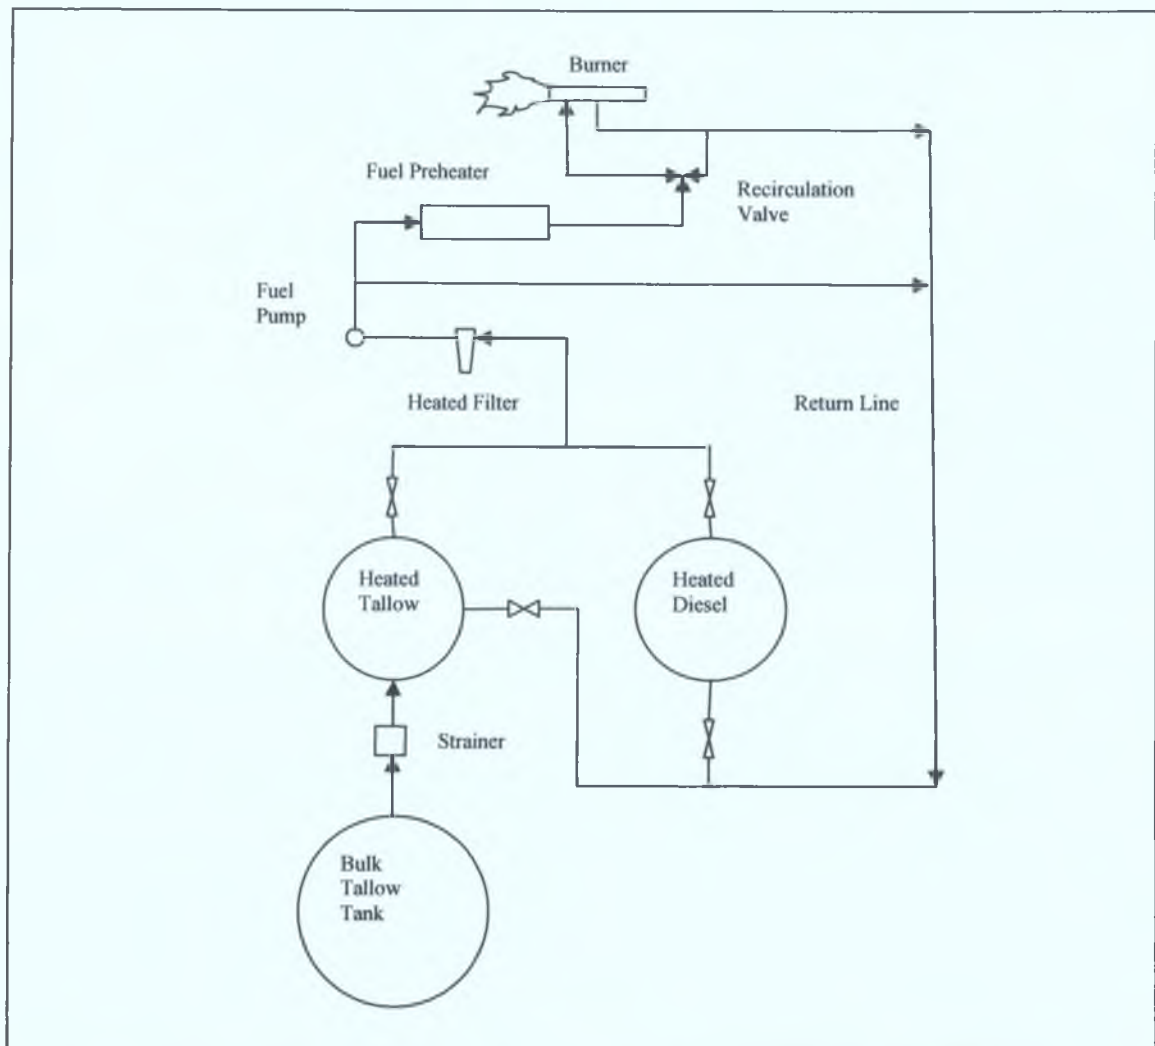 Burner
Fuel Preheater
Recirculation
Valve
Fuel
Pump
Heated Filter
Return Line
Heated
Tallow
Heated
Diesel
Strainer
Bulk
Tallow
Tank